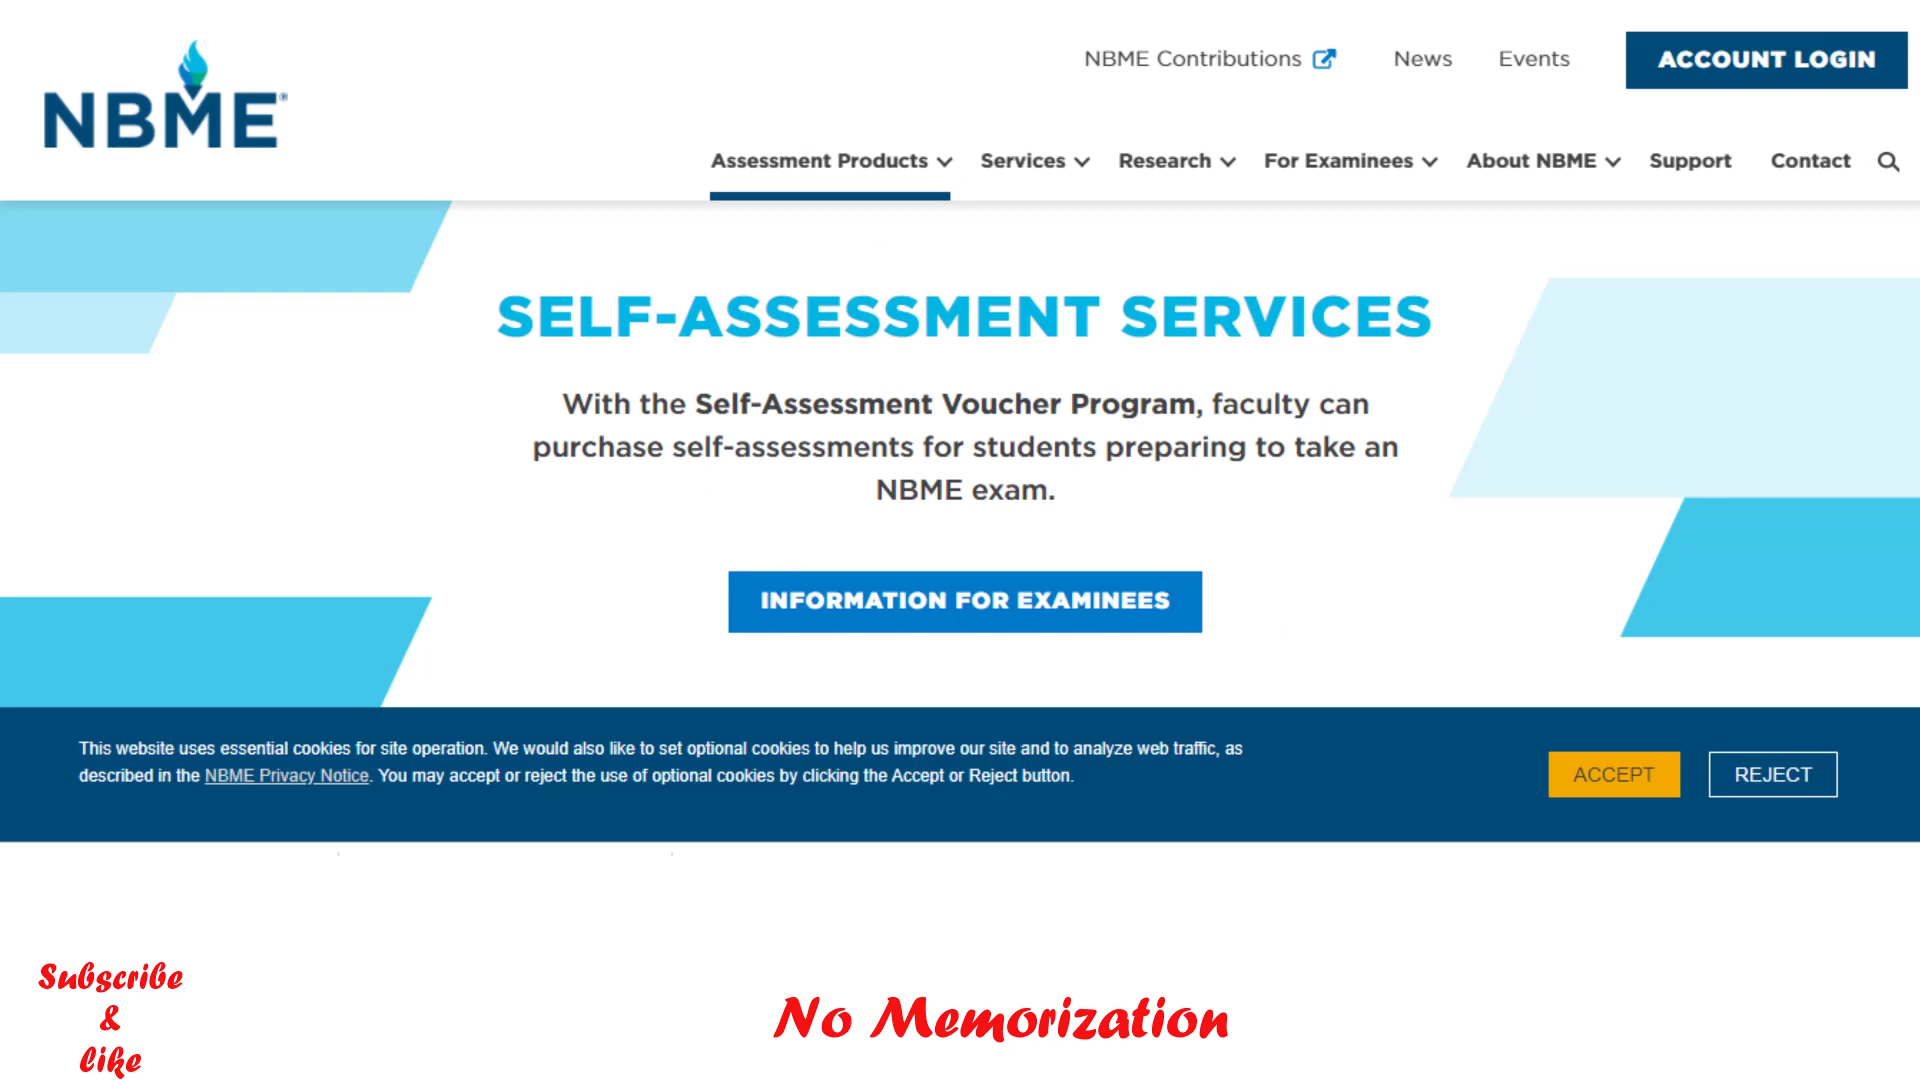 NBME®
NBME Contributions
News
Events
ACCOUNT LOGIN
Assessment Products
Services
Research
For Examinees
About NBME
Support
Contact
SELF-ASSESSMENT SERVICES
With the Self-Assessment Voucher Program, faculty can
purchase self-assessments for students preparing to take an
NBME exam.
INFORMATION FOR EXAMINEES
This website uses essential cookies for site operation. We would also like to set optional cookies to help us improve our site and to analyze web traffic, as
described in the NBME Privacy Notice. You may accept or reject the use of optional cookies by clicking the Accept or Reject button.
ACCEPT
REJECT
Subscribe
&
like
No Memorization